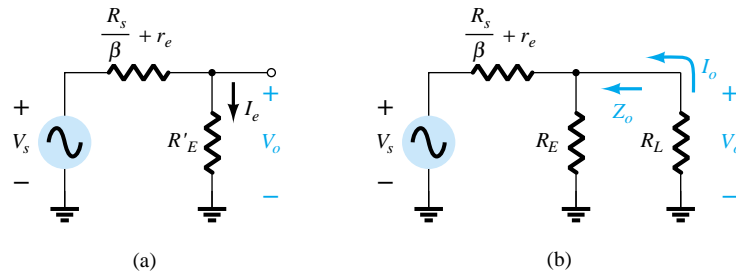 R_s/β + r_e
+
V_s
−
I_e
R'_E
+
V_o
−
(a)
R_s/β + r_e
+
V_s
−
I_o
Z_o
R_E
R_L
+
V_o
−
(b)